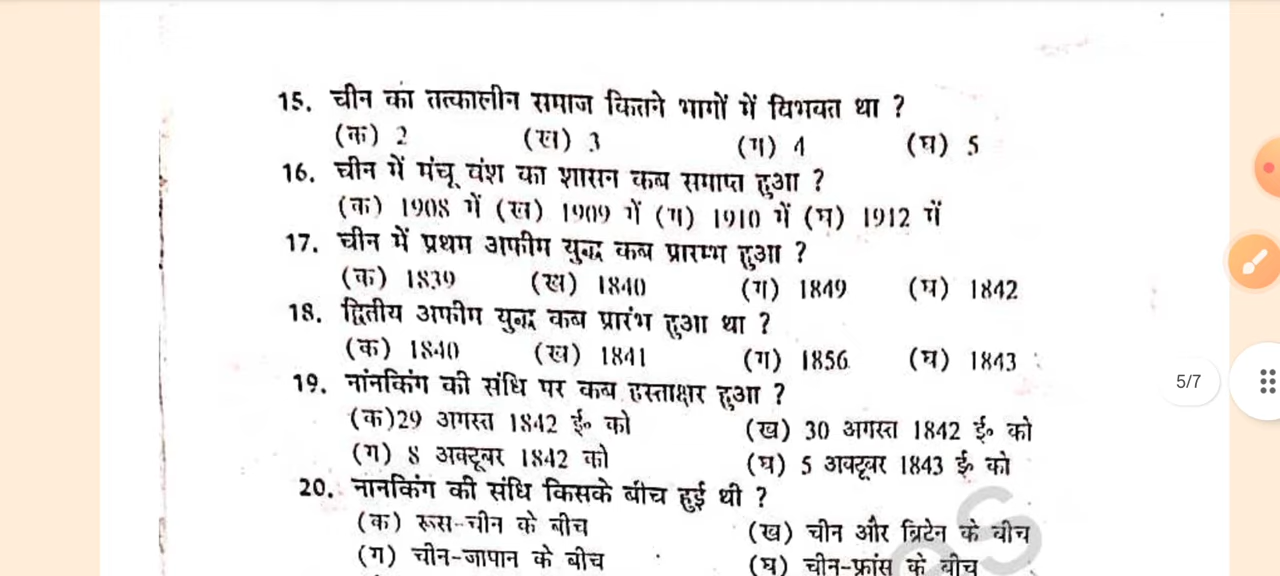 15. चीन का तत्कालीन समाज कितने भागों में विभक्त था ?
(क) 2 (ख) 3 (ग) 4 (घ) 5
16. चीन में मंचू वंश का शासन कब समाप्त हुआ ?
(क) 1908 में (ख) 1909 में (ग) 1910 में (घ) 1912 में
17. चीन में प्रथम अफीम युद्ध कब प्रारम्भ हुआ ?
(क) 1839 (ख) 1840 (ग) 1849 (घ) 1842
18. द्वितीय अफीम युद्ध कब प्रारंभ हुआ था ?
(क) 1840 (ख) 1841 (ग) 1856 (घ) 1843
19. नांनकिंग की संधि पर कब हस्ताक्षर हुआ ?
(क)29 अगस्त 1842 ई० को (ख) 30 अगस्त 1842 ई० को
(ग) 8 अक्टूबर 1842 को (घ) 5 अक्टूबर 1843 ई० को
20. नानकिंग की संधि किसके बीच हुई थी ?
(क) रूस-चीन के बीच (ख) चीन और ब्रिटेन के बीच
(ग) चीन-जापान के बीच (घ) चीन-फ्रांस के बीच
5/7